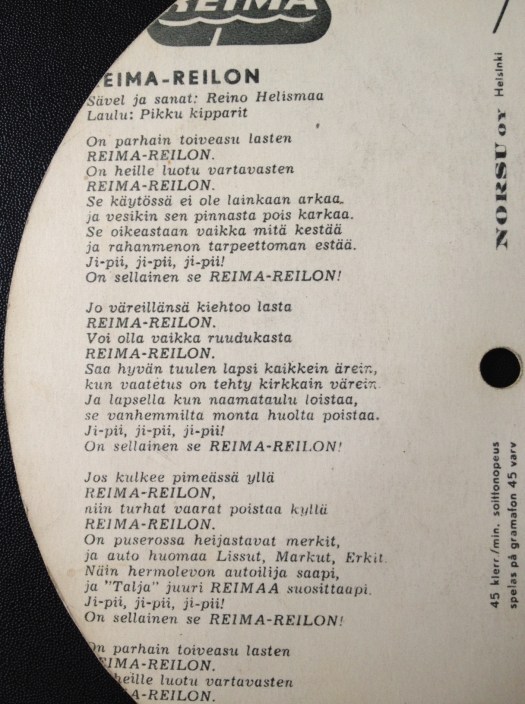 REIMA
REIMA-REILON
Sävel ja sanat: Reino Helismaa
Laulu: Pikku kipparit
On parhain toiveasu lasten
REIMA-REILON.
On heille luotu vartavasten
REIMA-REILON.
Se käytössä ei ole lainkaan arkaa,
ja vesikin sen pinnasta pois karkaa.
Se oikeastaan vaikka mitä kestää
ja rahanmenon tarpeettoman estää.
Ji-pii, ji-pii, ji-pii!
On sellainen se REIMA-REILON!
Jo väreillänsä kiehtoo lasta
REIMA-REILON.
Voi olla vaikka ruudukasta
REIMA-REILON.
Saa hyvän tuulen lapsi kaikkein ärein,
kun vaatetus on tehty kirkkain värein.
Ja lapsella kun naamataulu loistaa,
se vanhemmilta monta huolta poistaa.
Ji-pii, ji-pii, ji-pii!
On sellainen se REIMA-REILON!
Jos kulkee pimeässä yllä
REIMA-REILON,
niin turhat vaarat poistaa kyllä
REIMA-REILON.
On puserossa heijastavat merkit,
ja auto huomaa Lissut, Markut, Erkit.
Näin hermolevon autoilija saapi,
ja "Talja" juuri REIMAA suosittaapi.
Ji-pii, ji-pii, ji-pii!
On sellainen se REIMA-REILON!
On parhain toiveasu lasten
REIMA-REILON.
heille luotu vartavasten
REIMA-REILON.
NORSU OY Helsinki
45 kierr/min. soittonopeus
spelas på gramofon 45 varv